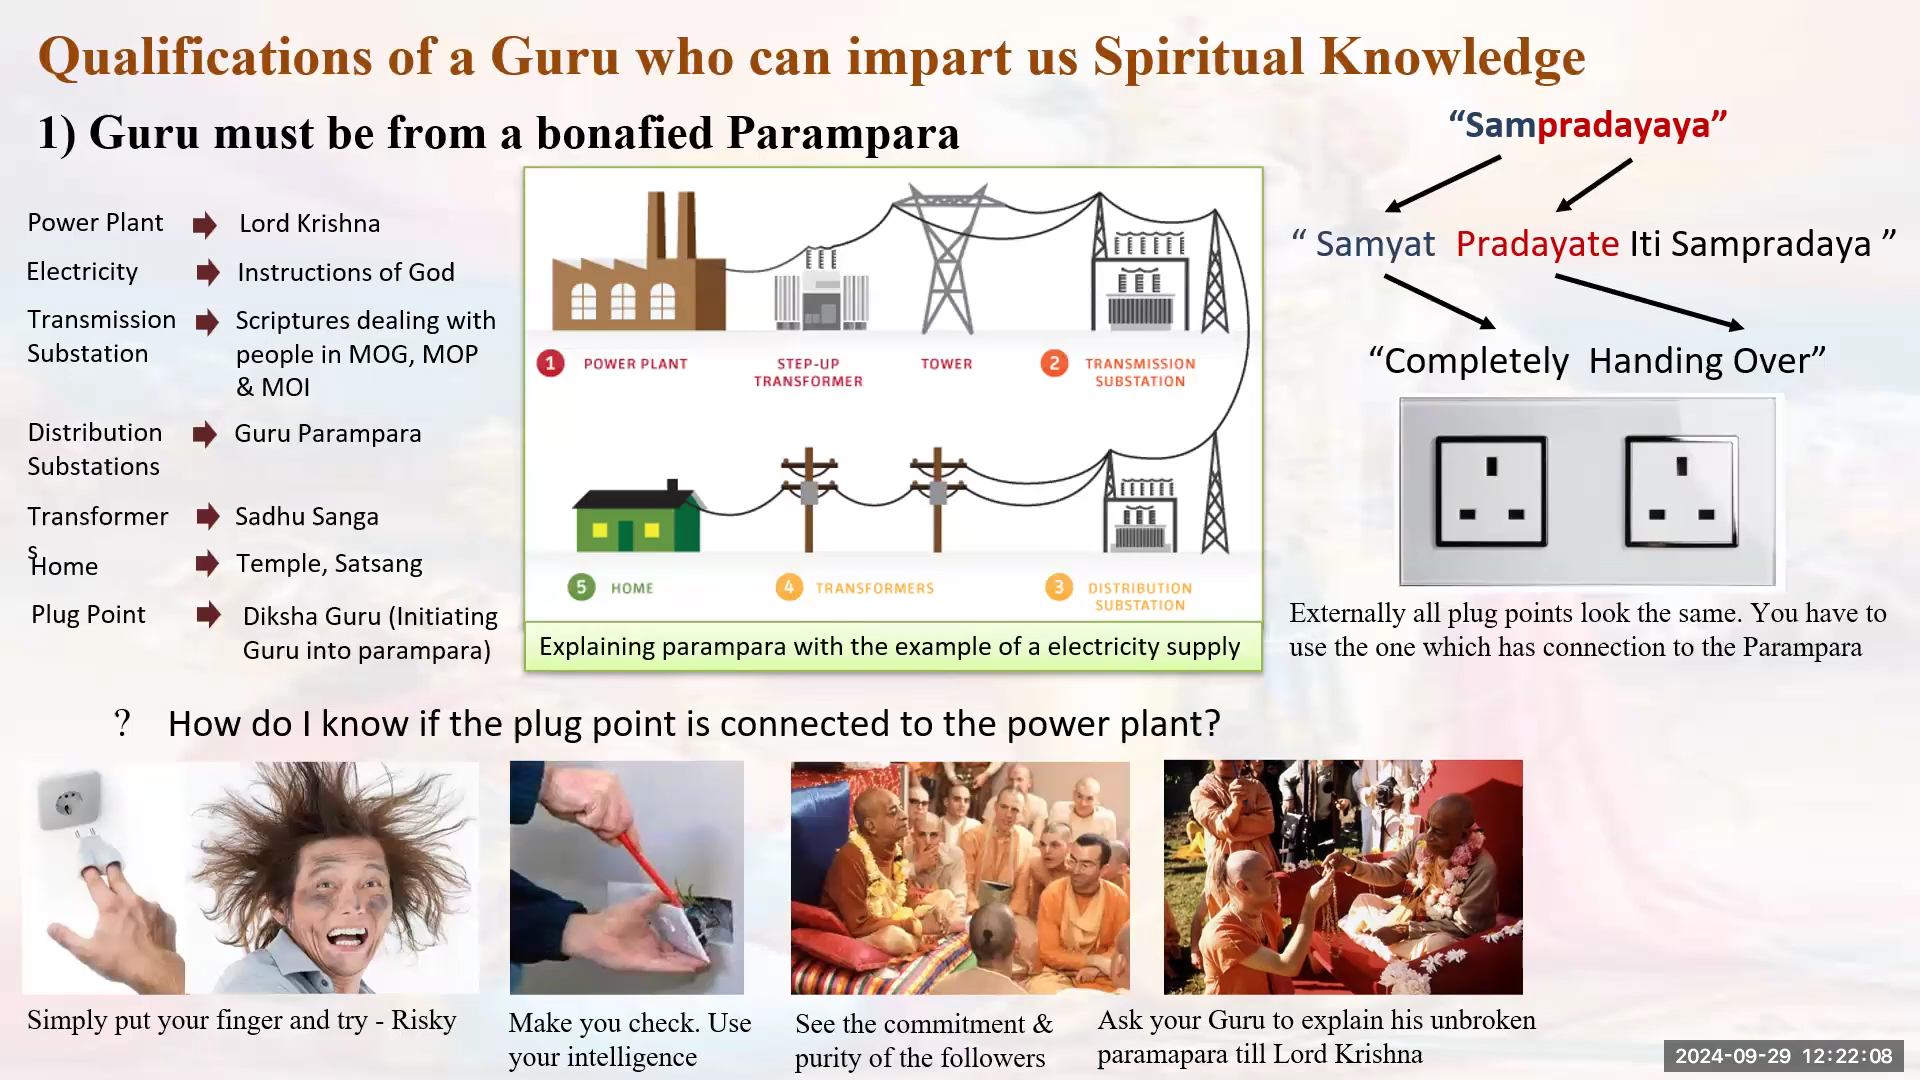 Qualifications of a Guru who can impart us Spiritual Knowledge
1) Guru must be from a bonafied Parampara
Power Plant
Lord Krishna
Electricity
Instructions of God
Transmission
Substation
Scriptures dealing with
people in MOG, MOP
& MOI
Distribution
Substations
Guru Parampara
Transformer
s
Sadhu Sanga
Home
Temple, Satsang
Plug Point
Diksha Guru (Initiating
Guru into parampara)
1 POWER PLANT
STEP-UP
TRANSFORMER
TOWER
2 TRANSMISSION
SUBSTATION
5 HOME
4 TRANSFORMERS
3 DISTRIBUTION
SUBSTATION
Explaining parampara with the example of a electricity supply
“Sampradayaya”
“ Samyat Pradayate Iti Sampradaya ”
“Completely Handing Over”
Externally all plug points look the same. You have to
use the one which has connection to the Parampara
? How do I know if the plug point is connected to the power plant?
Simply put your finger and try - Risky
Make you check. Use
your intelligence
See the commitment &
purity of the followers
Ask your Guru to explain his unbroken
paramapara till Lord Krishna
2024-09-29 12:22:08